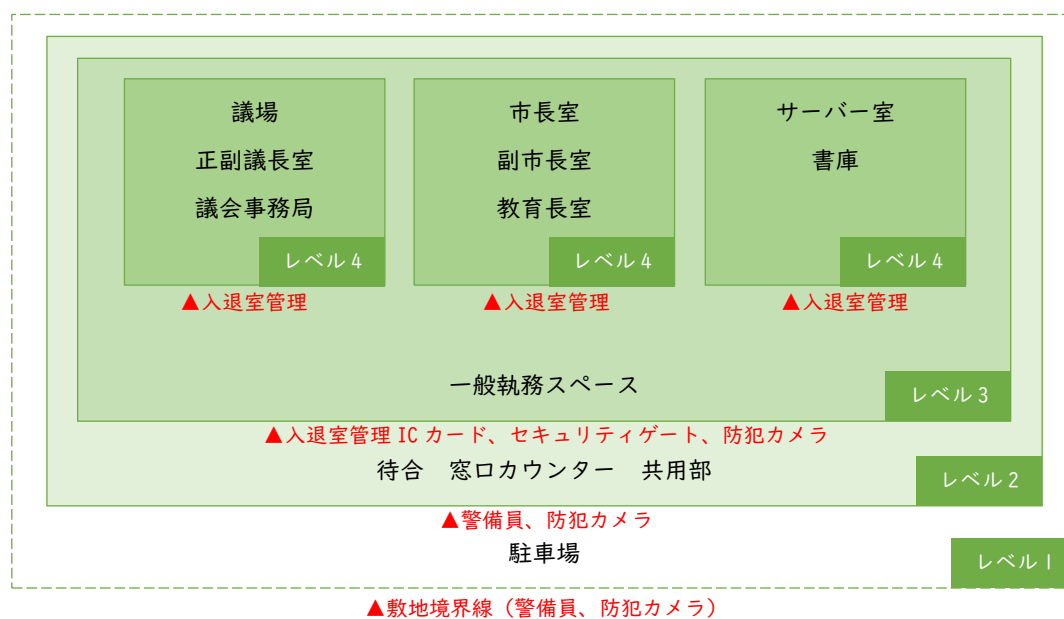 議場
正副議長室
議会事務局
レベル4
▲入退室管理
市長室
副市長室
教育長室
レベル4
▲入退室管理
サーバー室
書庫
レベル4
▲入退室管理
一般執務スペース
レベル3
▲入退室管理ICカード、セキュリティゲート、防犯カメラ
待合　窓口カウンター　共用部
レベル2
▲警備員、防犯カメラ
駐車場
レベル1
▲敷地境界線（警備員、防犯カメラ）